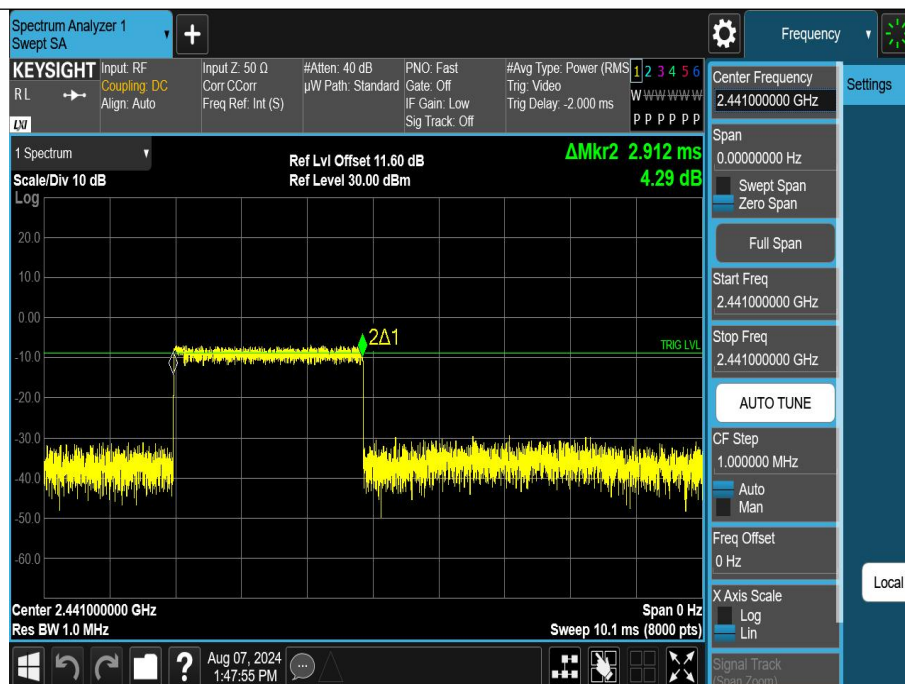 Spectrum Analyzer 1
Swept SA
Frequency
KEYSIGHT
RL
LXI
Input: RF
Coupling: DC
Align: Auto
Input Z: 50 Ω
Corr CCorr
Freq Ref: Int (S)
#Atten: 40 dB
µW Path: Standard
PNO: Fast
Gate: Off
IF Gain: Low
Sig Track: Off
#Avg Type: Power (RMS
Trig: Video
Trig Delay: -2.000 ms
1 2 3 4 5 6
W W W W W W
P P P P P P
Center Frequency
2.441000000 GHz
Settings
1 Spectrum
Scale/Div 10 dB
Ref Lvl Offset 11.60 dB
Ref Level 30.00 dBm
ΔMkr2 2.912 ms
4.29 dB
Log
20.0
10.0
0.00
-10.0
-20.0
-30.0
-40.0
-50.0
-60.0
2Δ1
TRIG LVL
Span
0.00000000 Hz
Swept Span
Zero Span
Full Span
Start Freq
2.441000000 GHz
Stop Freq
2.441000000 GHz
AUTO TUNE
CF Step
1.000000 MHz
Auto
Man
Freq Offset
0 Hz
Local
X Axis Scale
Log
Lin
Signal Track
(Span Zoom)
Center 2.441000000 GHz
Span 0 Hz
Res BW 1.0 MHz
Sweep 10.1 ms (8000 pts)
?
Aug 07, 2024
1:47:55 PM